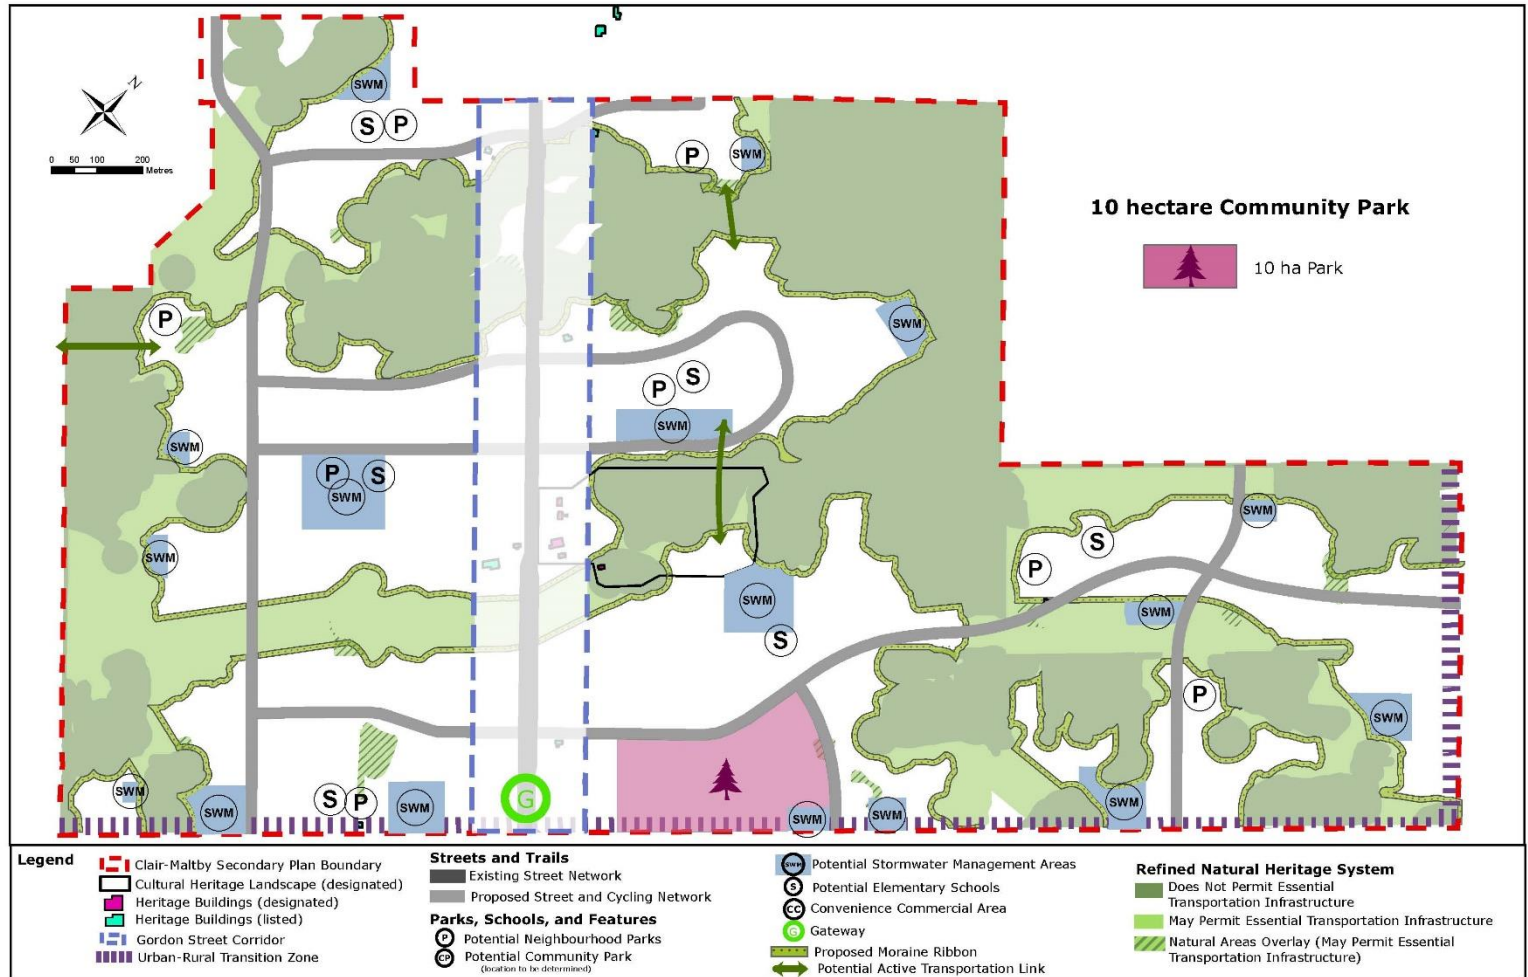 N
0 50 100 200
Metres
SWM
S P
P SWM
10 hectare Community Park
10 ha Park
P
SWM
P S
SWM
SWM
P S
SWM
SWM
SWM
S
P
SWM
S
SWM
P
SWM
SWM
SWM
S P
SWM
G
SWM
SWM
SWM
Legend
Clair-Maltby Secondary Plan Boundary
Cultural Heritage Landscape (designated)
Heritage Buildings (designated)
Heritage Buildings (listed)
Gordon Street Corridor
Urban-Rural Transition Zone
Streets and Trails
Existing Street Network
Proposed Street and Cycling Network
Parks, Schools, and Features
P Potential Neighbourhood Parks
CP Potential Community Park
(location to be determined)
SWM Potential Stormwater Management Areas
S Potential Elementary Schools
CC Convenience Commercial Area
G Gateway
Proposed Moraine Ribbon
Potential Active Transportation Link
Refined Natural Heritage System
Does Not Permit Essential
Transportation Infrastructure
May Permit Essential Transportation Infrastructure
Natural Areas Overlay (May Permit Essential
Transportation Infrastructure)